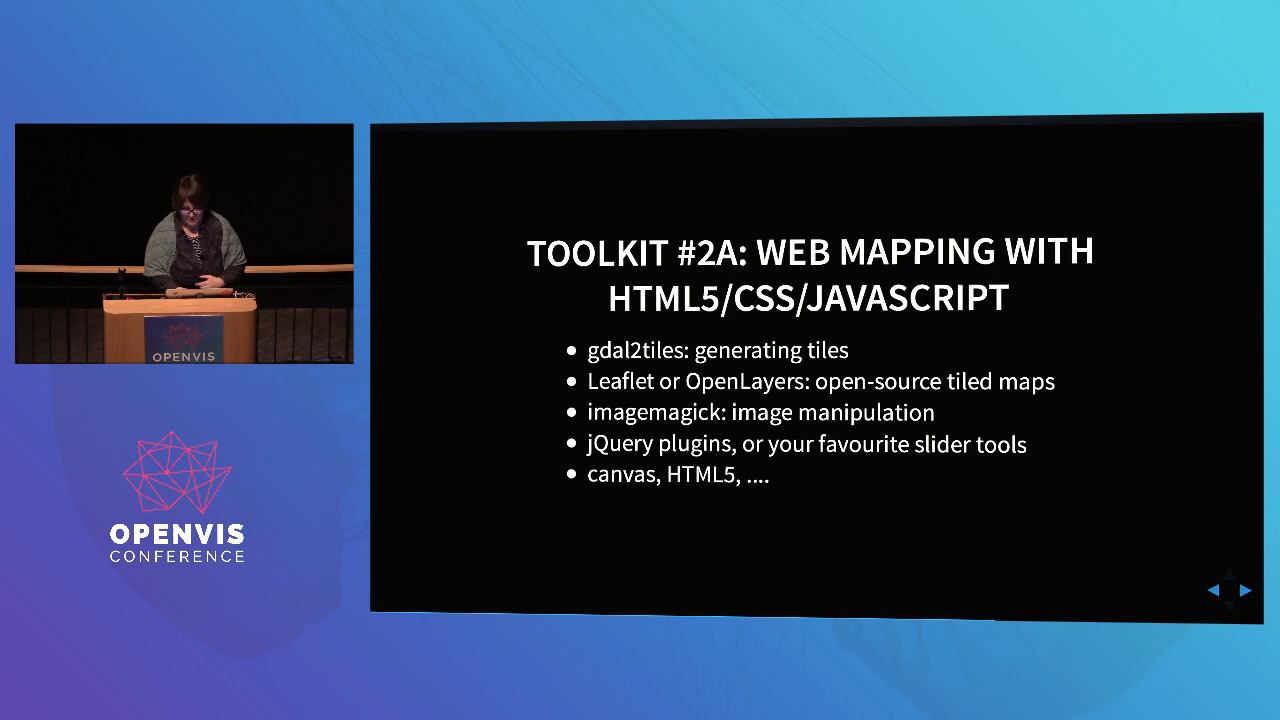 OPENVIS
OPENVIS
CONFERENCE
TOOLKIT #2A: WEB MAPPING WITH
HTML5/CSS/JAVASCRIPT
gdal2tiles: generating tiles
Leaflet or OpenLayers: open-source tiled maps
imagemagick: image manipulation
jQuery plugins, or your favourite slider tools
canvas, HTML5, ....